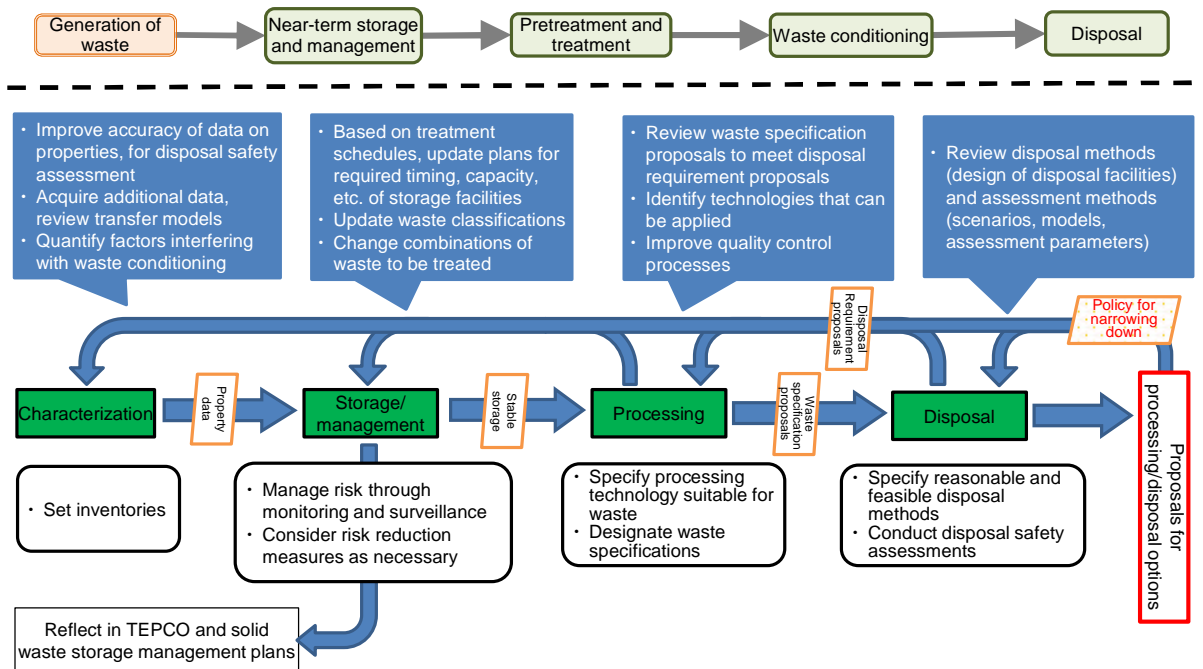 Generation of
waste
Near-term storage
and management
Pretreatment and
treatment
Waste conditioning
Disposal
・ Improve accuracy of data on
properties, for disposal safety
assessment
・ Acquire additional data,
review transfer models
・ Quantify factors interfering
with waste conditioning
・ Based on treatment
schedules, update plans for
required timing, capacity,
etc. of storage facilities
・ Update waste classifications
・ Change combinations of
waste to be treated
・ Review waste specification
proposals to meet disposal
requirement proposals
・ Identify technologies that can
be applied
・ Improve quality control
processes
・ Review disposal methods
(design of disposal facilities)
and assessment methods
(scenarios, models,
assessment parameters)
Disposal
Requirement
proposals
Policy for
narrowing
down
Characterization
Property
data
Storage/
management
Stable
storage
Processing
Waste
specification
proposals
Disposal
Proposals for
processing/disposal options
・ Set inventories
・ Manage risk through
monitoring and surveillance
・ Consider risk reduction
measures as necessary
・ Specify processing
technology suitable for
waste
・ Designate waste
specifications
・ Specify reasonable and
feasible disposal
methods
・ Conduct disposal safety
assessments
Reflect in TEPCO and solid
waste storage management plans